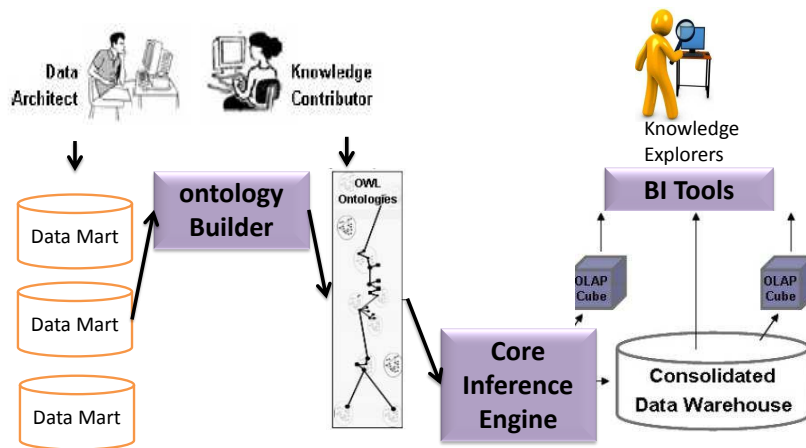 Data
Architect
Knowledge
Contributor
Knowledge
Explorers
BI Tools
ontology
Builder
OWL
Ontologies
Data Mart
Data Mart
Data Mart
OLAP
Cube
OLAP
Cube
Core
Inference
Engine
Consolidated
Data Warehouse